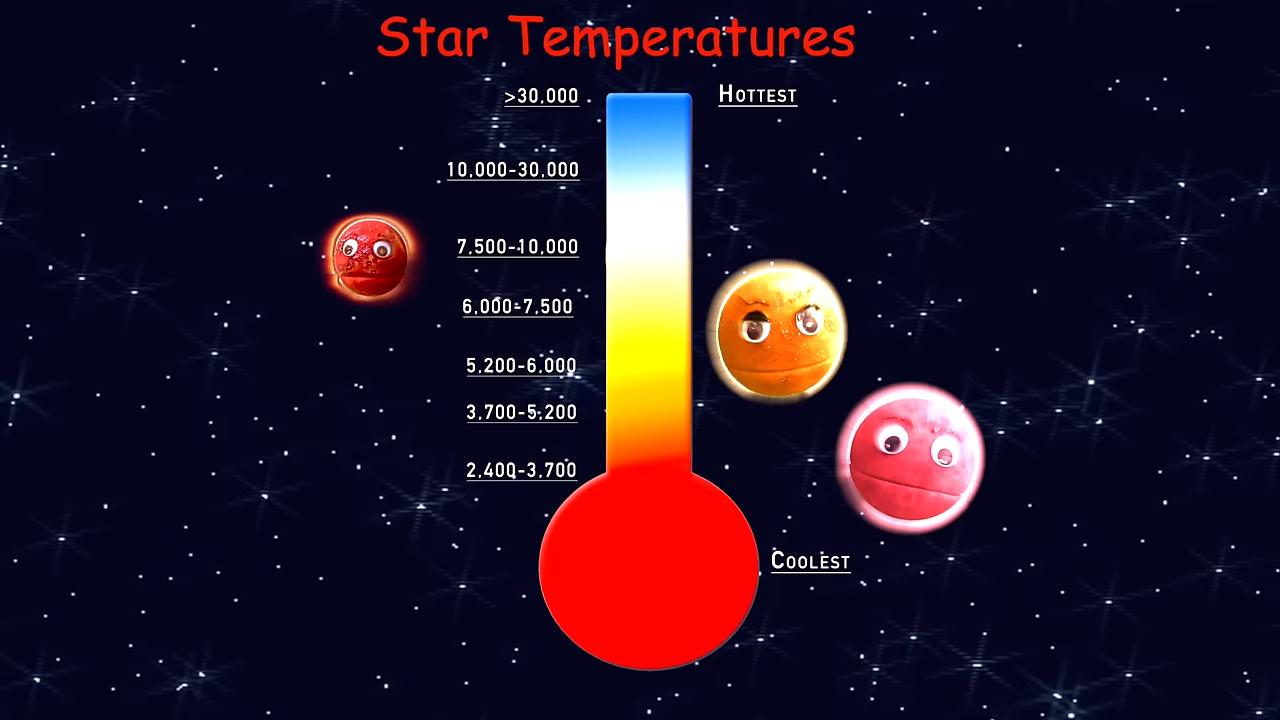 Star Temperatures
>30,000
Hottest
10,000-30,000
7,500-10,000
6,000-7,500
5,200-6,000
3,700-5,200
2,400-3,700
Coolest